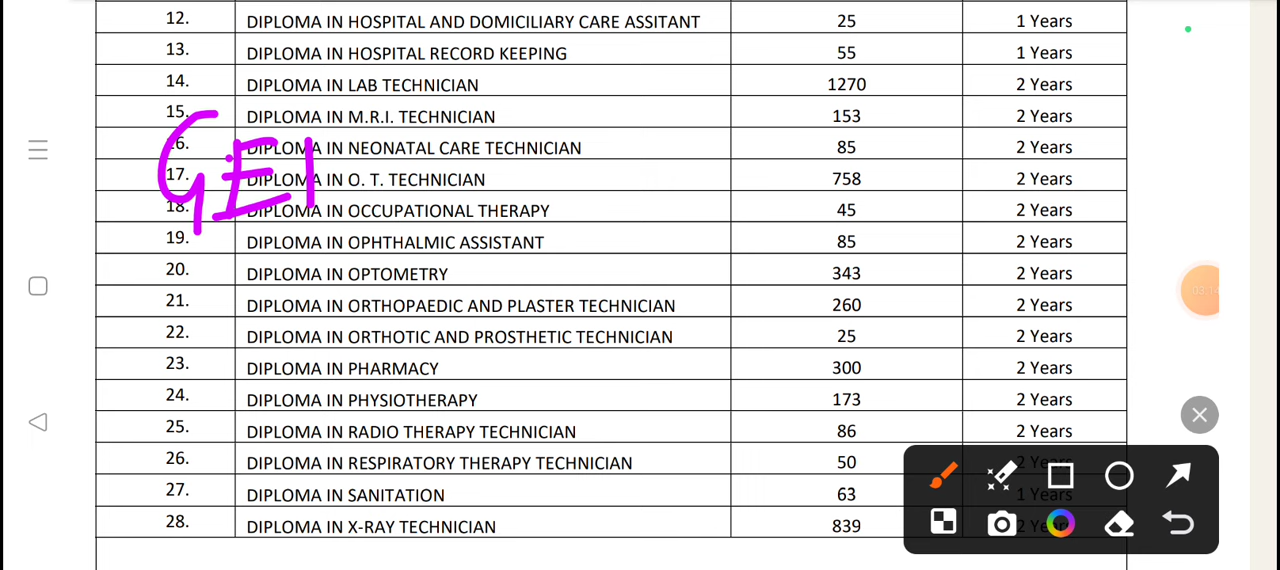 12. DIPLOMA IN HOSPITAL AND DOMICILIARY CARE ASSITANT 25 1 Years
13. DIPLOMA IN HOSPITAL RECORD KEEPING 55 1 Years
14. DIPLOMA IN LAB TECHNICIAN 1270 2 Years
15. DIPLOMA IN M.R.I. TECHNICIAN 153 2 Years
16. DIPLOMA IN NEONATAL CARE TECHNICIAN 85 2 Years
17. DIPLOMA IN O. T. TECHNICIAN 758 2 Years
18. DIPLOMA IN OCCUPATIONAL THERAPY 45 2 Years
GEI
19. DIPLOMA IN OPHTHALMIC ASSISTANT 85 2 Years
20. DIPLOMA IN OPTOMETRY 343 2 Years
21. DIPLOMA IN ORTHOPAEDIC AND PLASTER TECHNICIAN 260 2 Years
22. DIPLOMA IN ORTHOTIC AND PROSTHETIC TECHNICIAN 25 2 Years
23. DIPLOMA IN PHARMACY 300 2 Years
24. DIPLOMA IN PHYSIOTHERAPY 173 2 Years
25. DIPLOMA IN RADIO THERAPY TECHNICIAN 86 2 Years
26. DIPLOMA IN RESPIRATORY THERAPY TECHNICIAN 50 2 Years
27. DIPLOMA IN SANITATION 63 1 Years
28. DIPLOMA IN X-RAY TECHNICIAN 839 2 Years